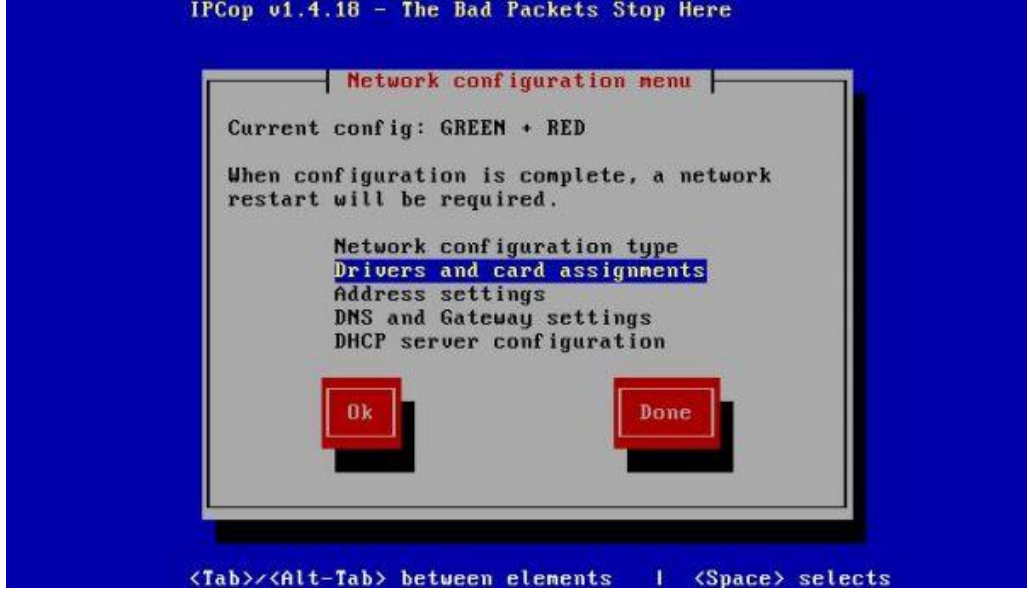 IPCop v1.4.18 - The Bad Packets Stop Here
Network configuration menu
Current config: GREEN + RED
When configuration is complete, a network
restart will be required.
Network configuration type
Drivers and card assignments
Address settings
DNS and Gateway settings
DHCP server configuration
Ok Done
<Tab>/<Alt-Tab> between elements | <Space> selects